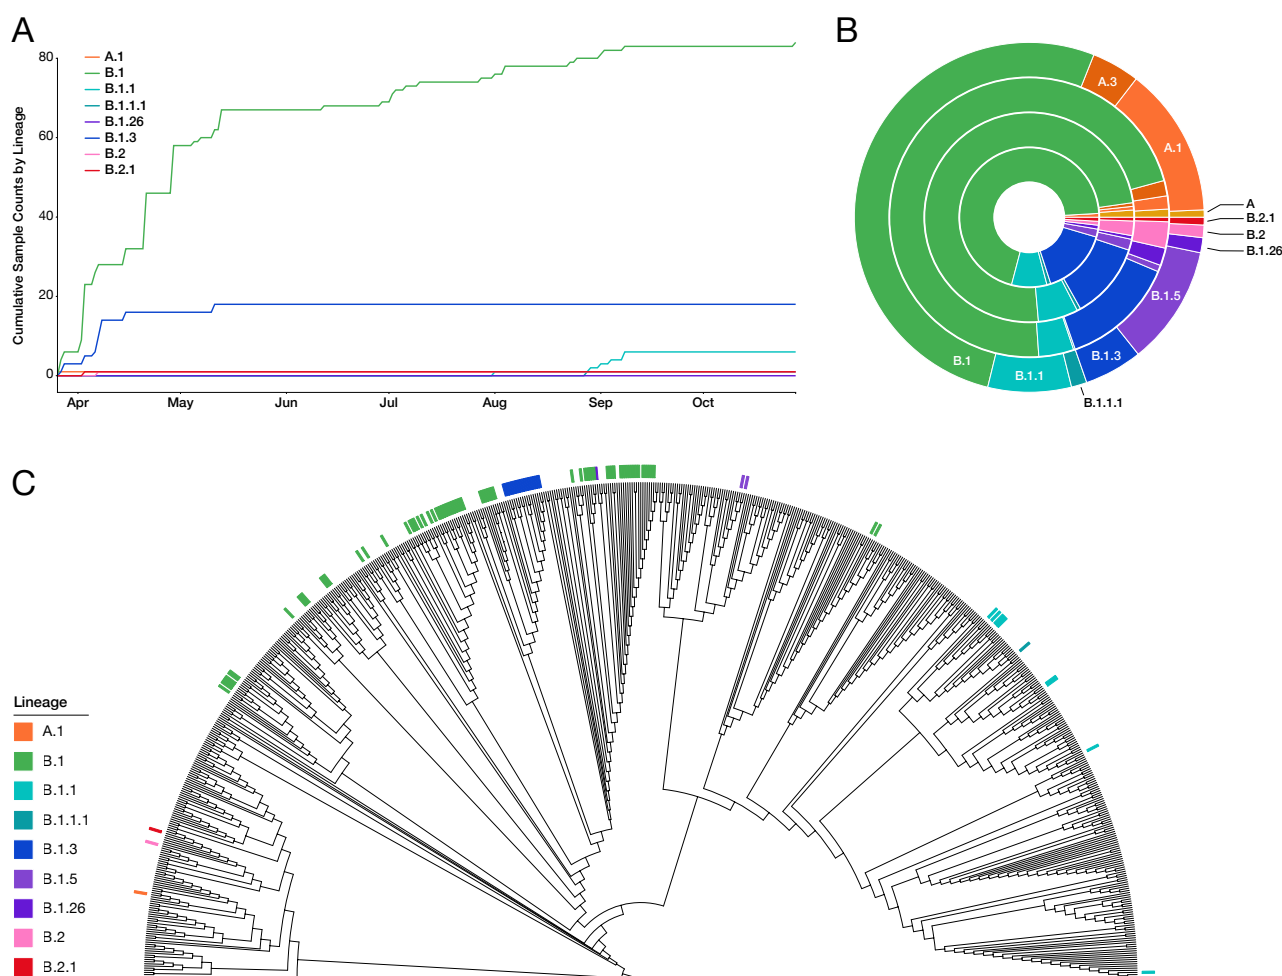 A
Cumulative Sample Counts by Lineage
80
60
40
20
0
A.1
B.1
B.1.1
B.1.1.1
B.1.26
B.1.3
B.2
B.2.1
Apr May Jun Jul Aug Sep Oct
B
A.3
A.1
A
B.2.1
B.2
B.1.26
B.1.5
B.1.3
B.1.1.1
B.1.1
B.1
C
Lineage
A.1
B.1
B.1.1
B.1.1.1
B.1.3
B.1.5
B.1.26
B.2
B.2.1